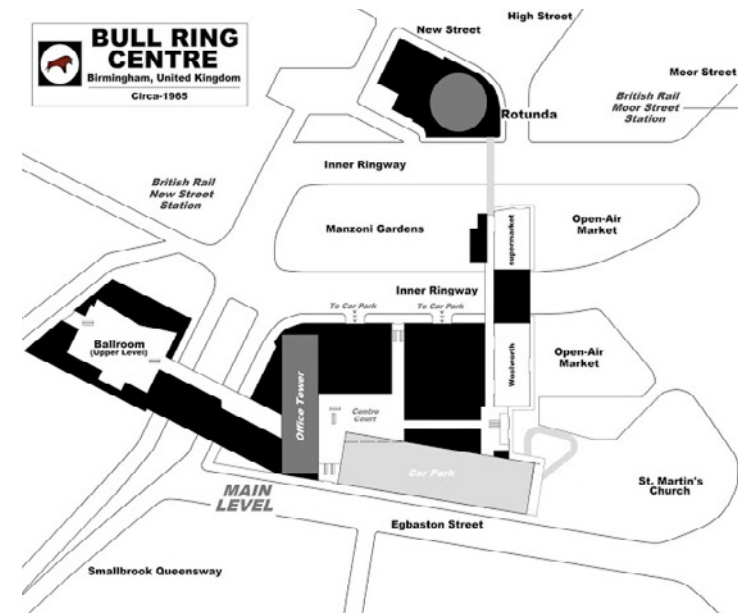 BULL RING
CENTRE
Birmingham, United Kingdom
Circa-1965
New Street
High Street
Moor Street
British Rail
Moor Street
Station
Rotunda
Inner Ringway
British Rail
New Street
Station
Manzoni Gardens
supermarket
Open-Air
Market
Inner Ringway
To Car Park
To Car Park
Ballroom
(Upper Level)
Office Tower
Woolworth
Open-Air
Market
Centre
Court
Car Park
St. Martin's
Church
MAIN
LEVEL
Egbaston Street
Smallbrook Queensway